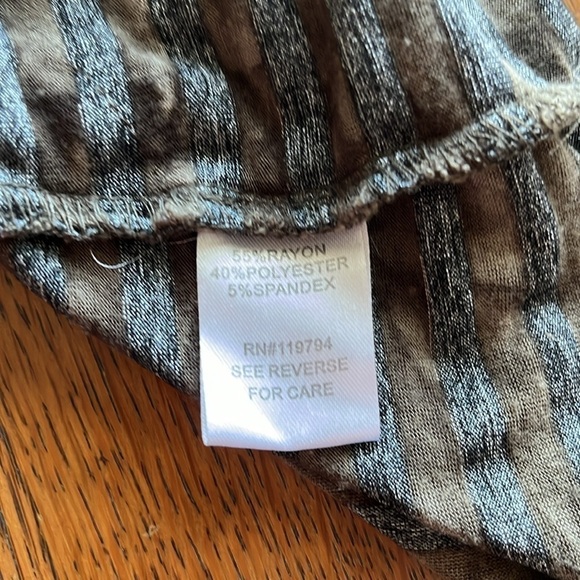 55%RAYON
40%POLYESTER
5%SPANDEX
RN#119794
SEE REVERSE
FOR CARE